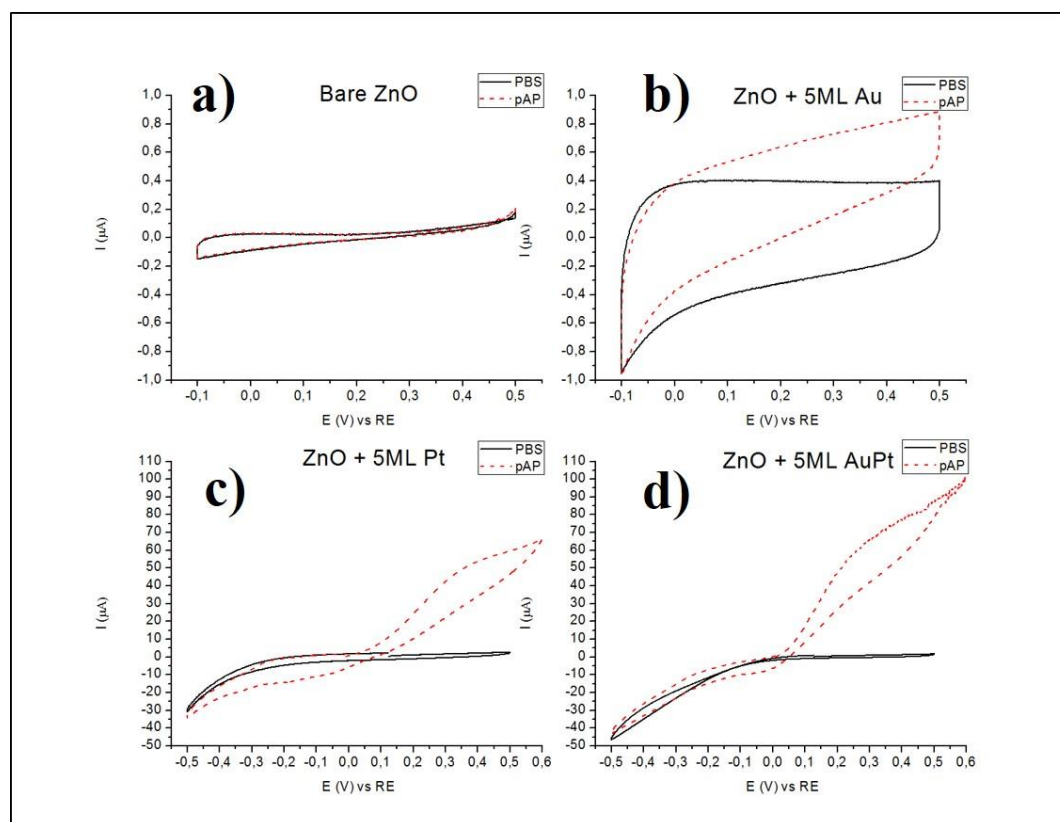 a)
Bare ZnO
PBS
pAP
1,0
0,8
0,6
0,4
0,2
0,0
-0,2
-0,4
-0,6
-0,8
-1,0
I (µA)
-0,1 0,0 0,1 0,2 0,3 0,4 0,5
E (V) vs RE
b)
ZnO + 5ML Au
PBS
pAP
1,0
0,8
0,6
0,4
0,2
0,0
-0,2
-0,4
-0,6
-0,8
-1,0
I (µA)
-0,1 0,0 0,1 0,2 0,3 0,4 0,5
E (V) vs RE
c)
ZnO + 5ML Pt
PBS
pAP
110
100
90
80
70
60
50
40
30
20
10
0
-10
-20
-30
-40
-50
I (µA)
-0,5 -0,4 -0,3 -0,2 -0,1 0,0 0,1 0,2 0,3 0,4 0,5 0,6
E (V) vs RE
d)
ZnO + 5ML AuPt
PBS
pAP
110
100
90
80
70
60
50
40
30
20
10
0
-10
-20
-30
-40
-50
I (µA)
-0,5 -0,4 -0,3 -0,2 -0,1 0,0 0,1 0,2 0,3 0,4 0,5 0,6
E (V) vs RE